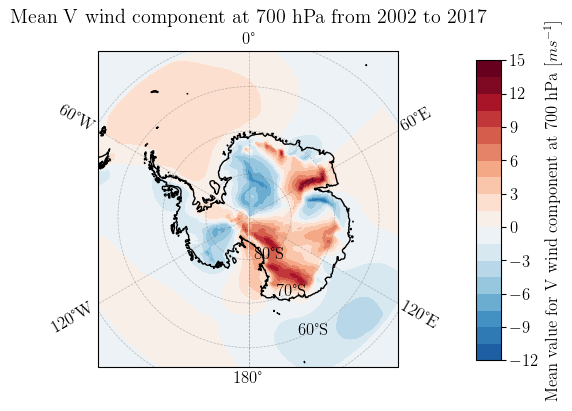 Mean V wind component at 700 hPa from 2002 to 2017
0°
60°W
60°E
80°S
70°S
60°S
120°W
120°E
180°
15
12
9
6
3
0
−3
−6
−9
−12
Mean value for V wind component at 700 hPa [ms⁻¹]